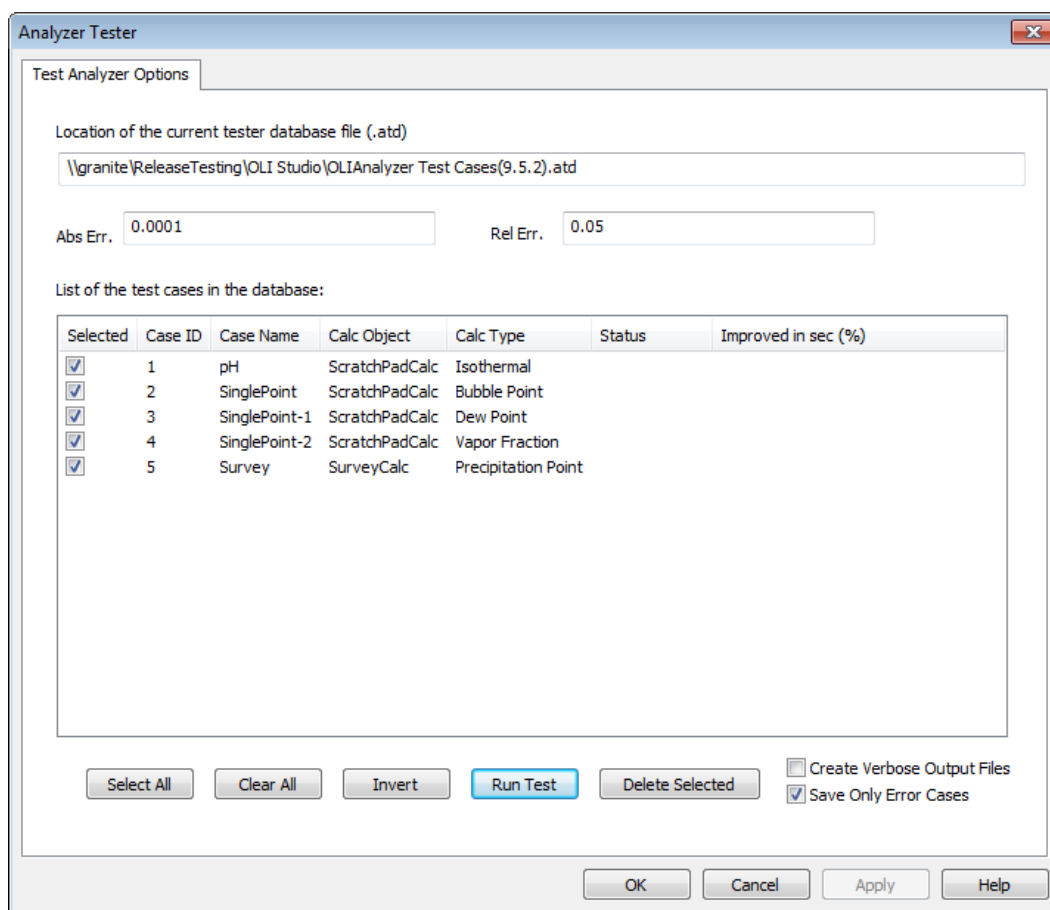 Analyzer Tester
Test Analyzer Options
Location of the current tester database file (.atd)
\\granite\ReleaseTesting\OLI Studio\OLIAnalyzer Test Cases(9.5.2).atd
Abs Err. 0.0001 Rel Err. 0.05
List of the test cases in the database:
Selected Case ID Case Name Calc Object Calc Type Status Improved in sec (%)
1 pH ScratchPadCalc Isothermal
2 SinglePoint ScratchPadCalc Bubble Point
3 SinglePoint-1 ScratchPadCalc Dew Point
4 SinglePoint-2 ScratchPadCalc Vapor Fraction
5 Survey SurveyCalc Precipitation Point
Select All Clear All Invert Run Test Delete Selected Create Verbose Output Files
Save Only Error Cases
OK Cancel Apply Help